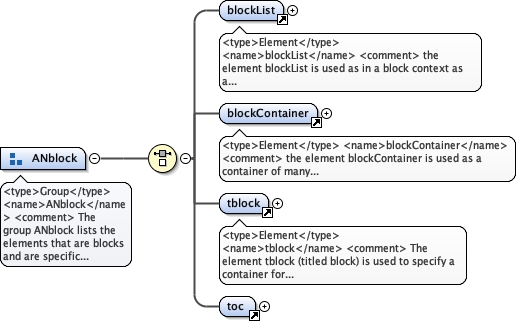 blockList
<type>Element</type>
<name>blockList</name> <comment> the
element blockList is used as in a block context as
a...
blockContainer
<type>Element</type> <name>blockContainer</name>
<comment> the element blockContainer is used as a
container of many...
ANblock
<type>Group</type>
<name>ANblock</name
> <comment> The
group ANblock lists the
elements that are blocks
and are specific...
tblock
<type>Element</type>
<name>tblock</name> <comment> The
element tblock (titled block) is used to specify a
container for...
toc